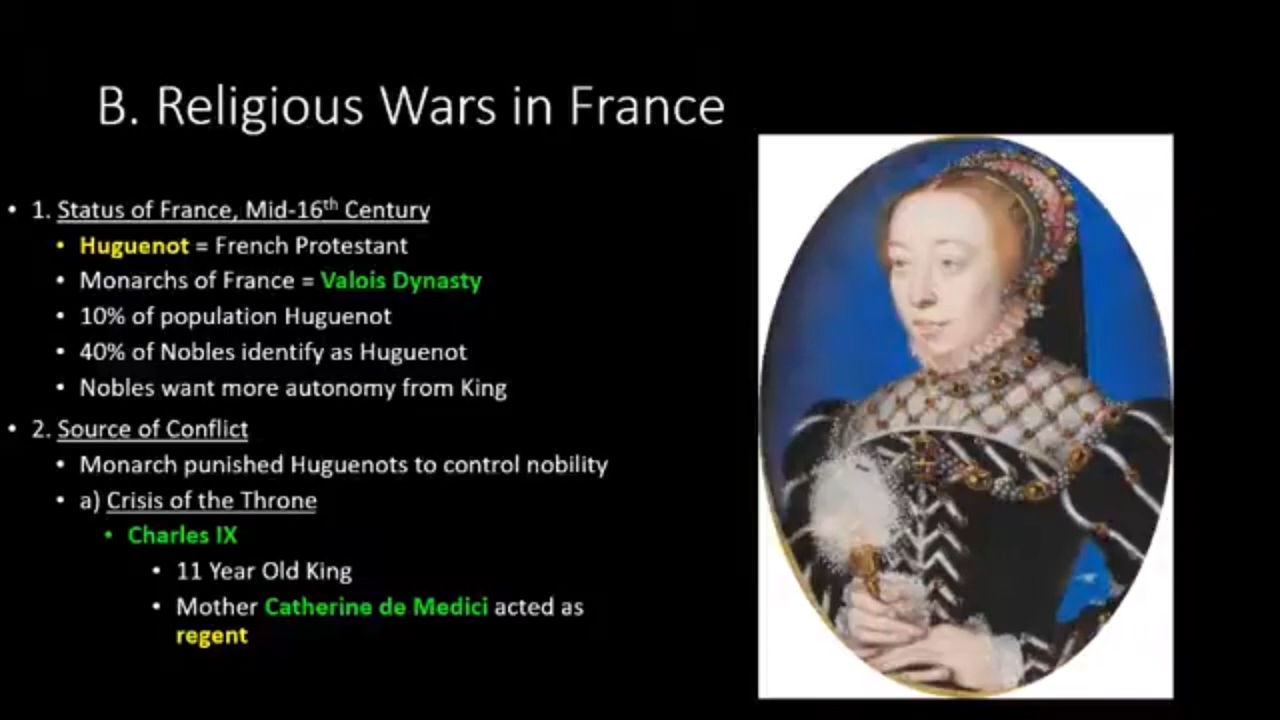 B. Religious Wars in France
• 1. Status of France, Mid-16th Century
• Huguenot = French Protestant
• Monarchs of France = Valois Dynasty
• 10% of population Huguenot
• 40% of Nobles identify as Huguenot
• Nobles want more autonomy from King
• 2. Source of Conflict
• Monarch punished Huguenots to control nobility
• a) Crisis of the Throne
• Charles IX
• 11 Year Old King
• Mother Catherine de Medici acted as
regent